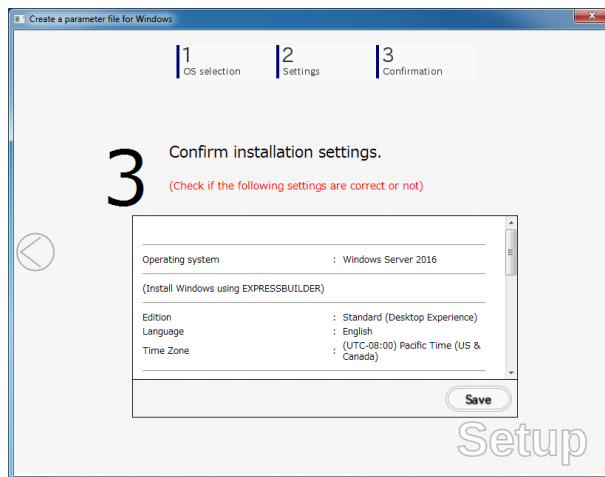 Create a parameter file for Windows
1
OS selection
2
Settings
3
Confirmation
3
Confirm installation settings.
(Check if the following settings are correct or not)
Operating system : Windows Server 2016
(Install Windows using EXPRESSBUILDER)
Edition : Standard (Desktop Experience)
Language : English
Time Zone : (UTC-08:00) Pacific Time (US &
Canada)
Save
Setup